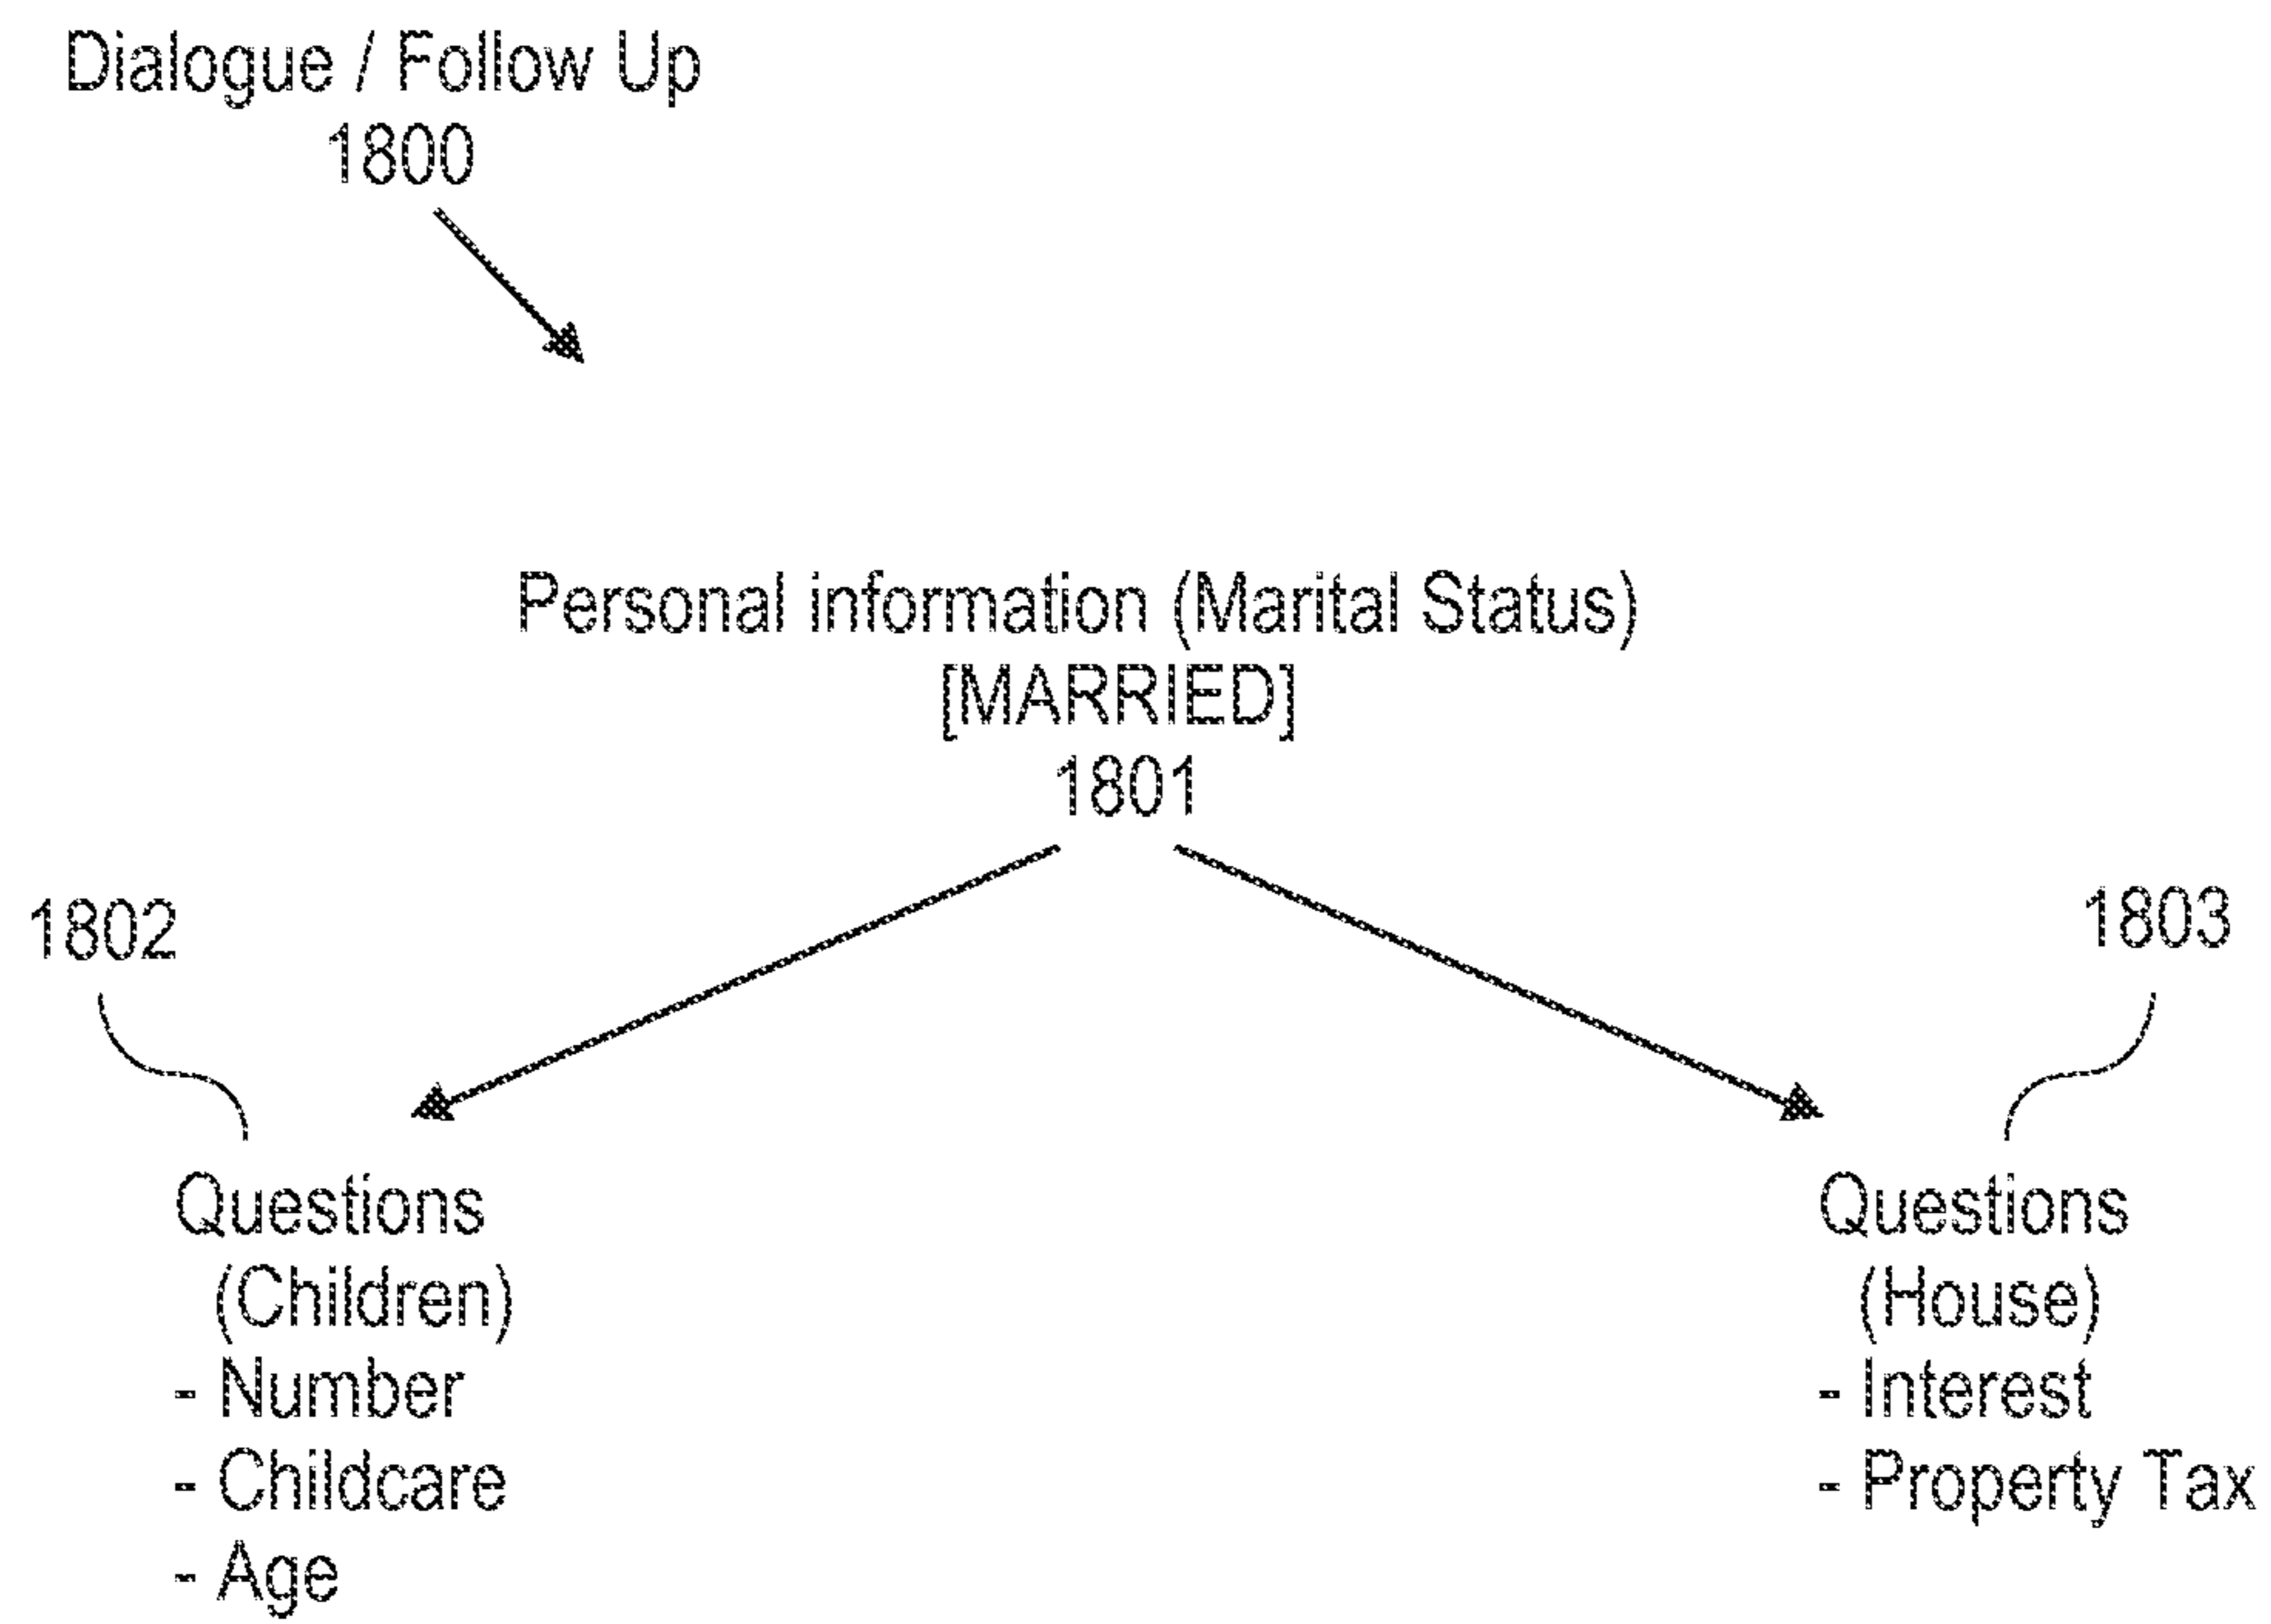 Dialogue / Follow Up
1800
Personal information (Marital Status)
[MARRIED]
1801
1802
1803
Questions
(Children)
- Number
- Childcare
- Age
Questions
(House)
- Interest
- Property Tax